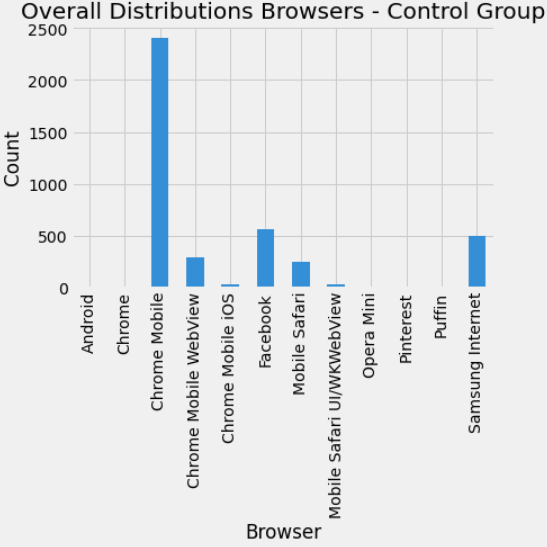 Overall Distributions Browsers - Control Group
2500
2000
1500
1000
500
0
Count
Android
Chrome
Chrome Mobile
Chrome Mobile WebView
Chrome Mobile iOS
Facebook
Mobile Safari
Mobile Safari UI/WKWebView
Opera Mini
Pinterest
Puffin
Samsung Internet
Browser